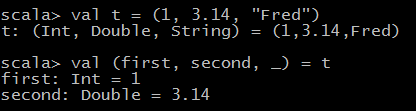 scala> val t = (1, 3.14, "Fred")
t: (Int, Double, String) = (1,3.14,Fred)
scala> val (first, second, _) = t
first: Int = 1
second: Double = 3.14